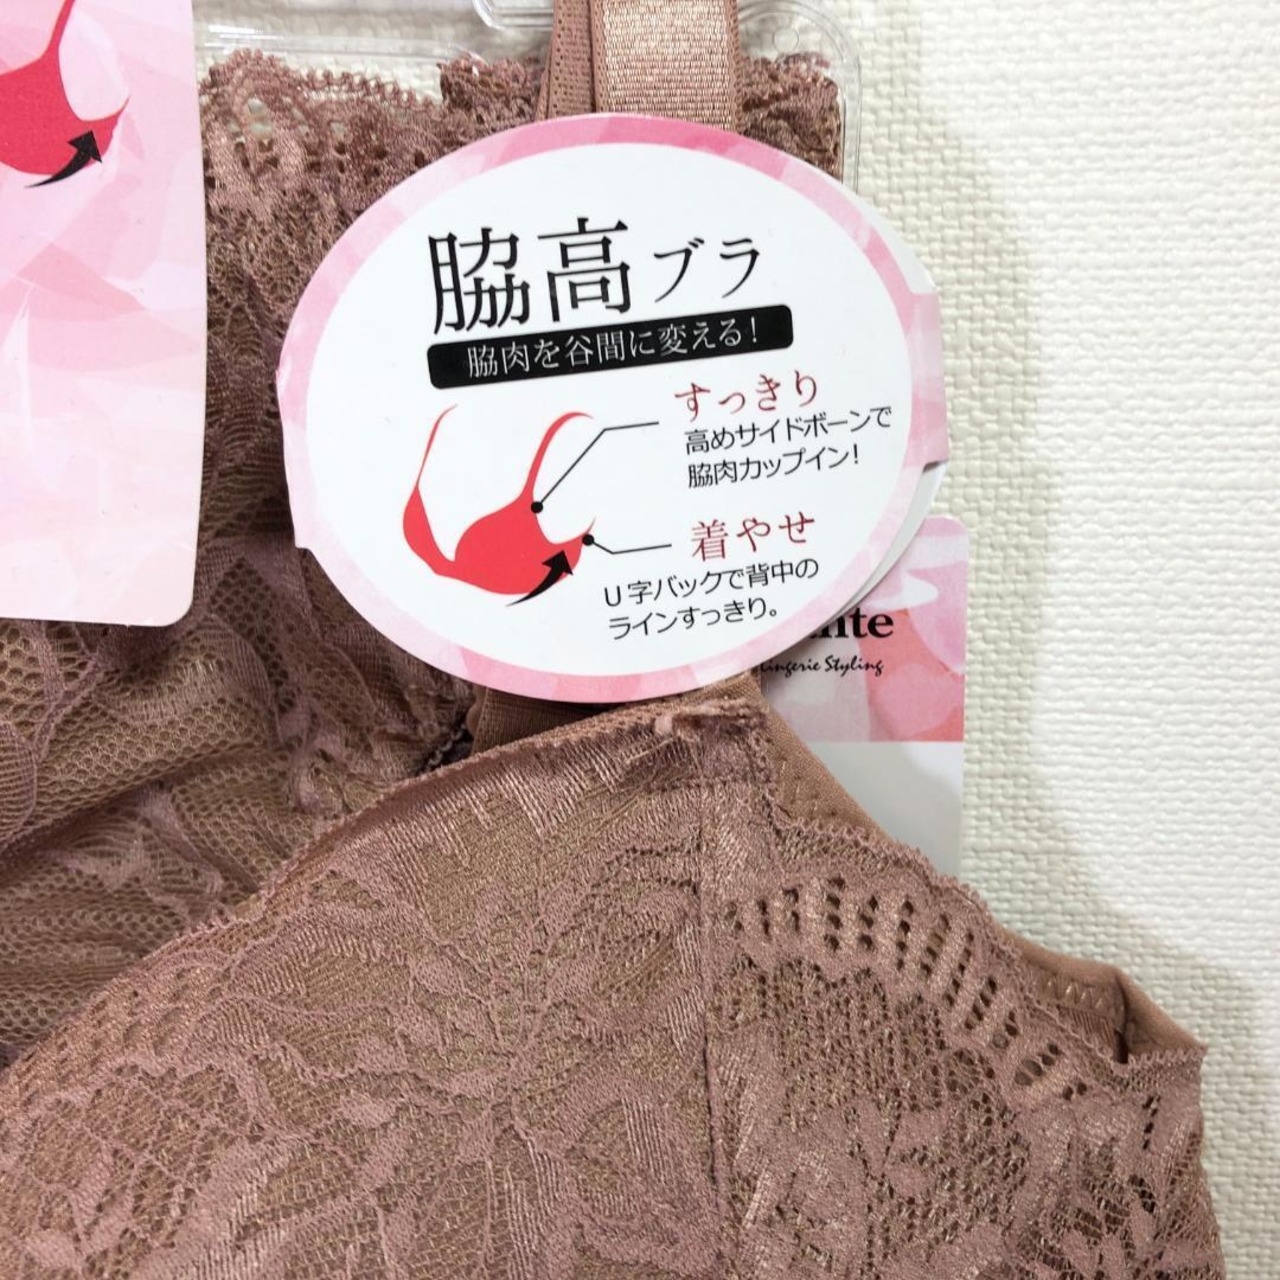 脇高ブラ
脇肉を谷間に変える!
すっきり
高めサイドボーンで
脇肉カップイン!
着やせ
U字バックで背中の
ラインすっきり。
Lingerie Styling